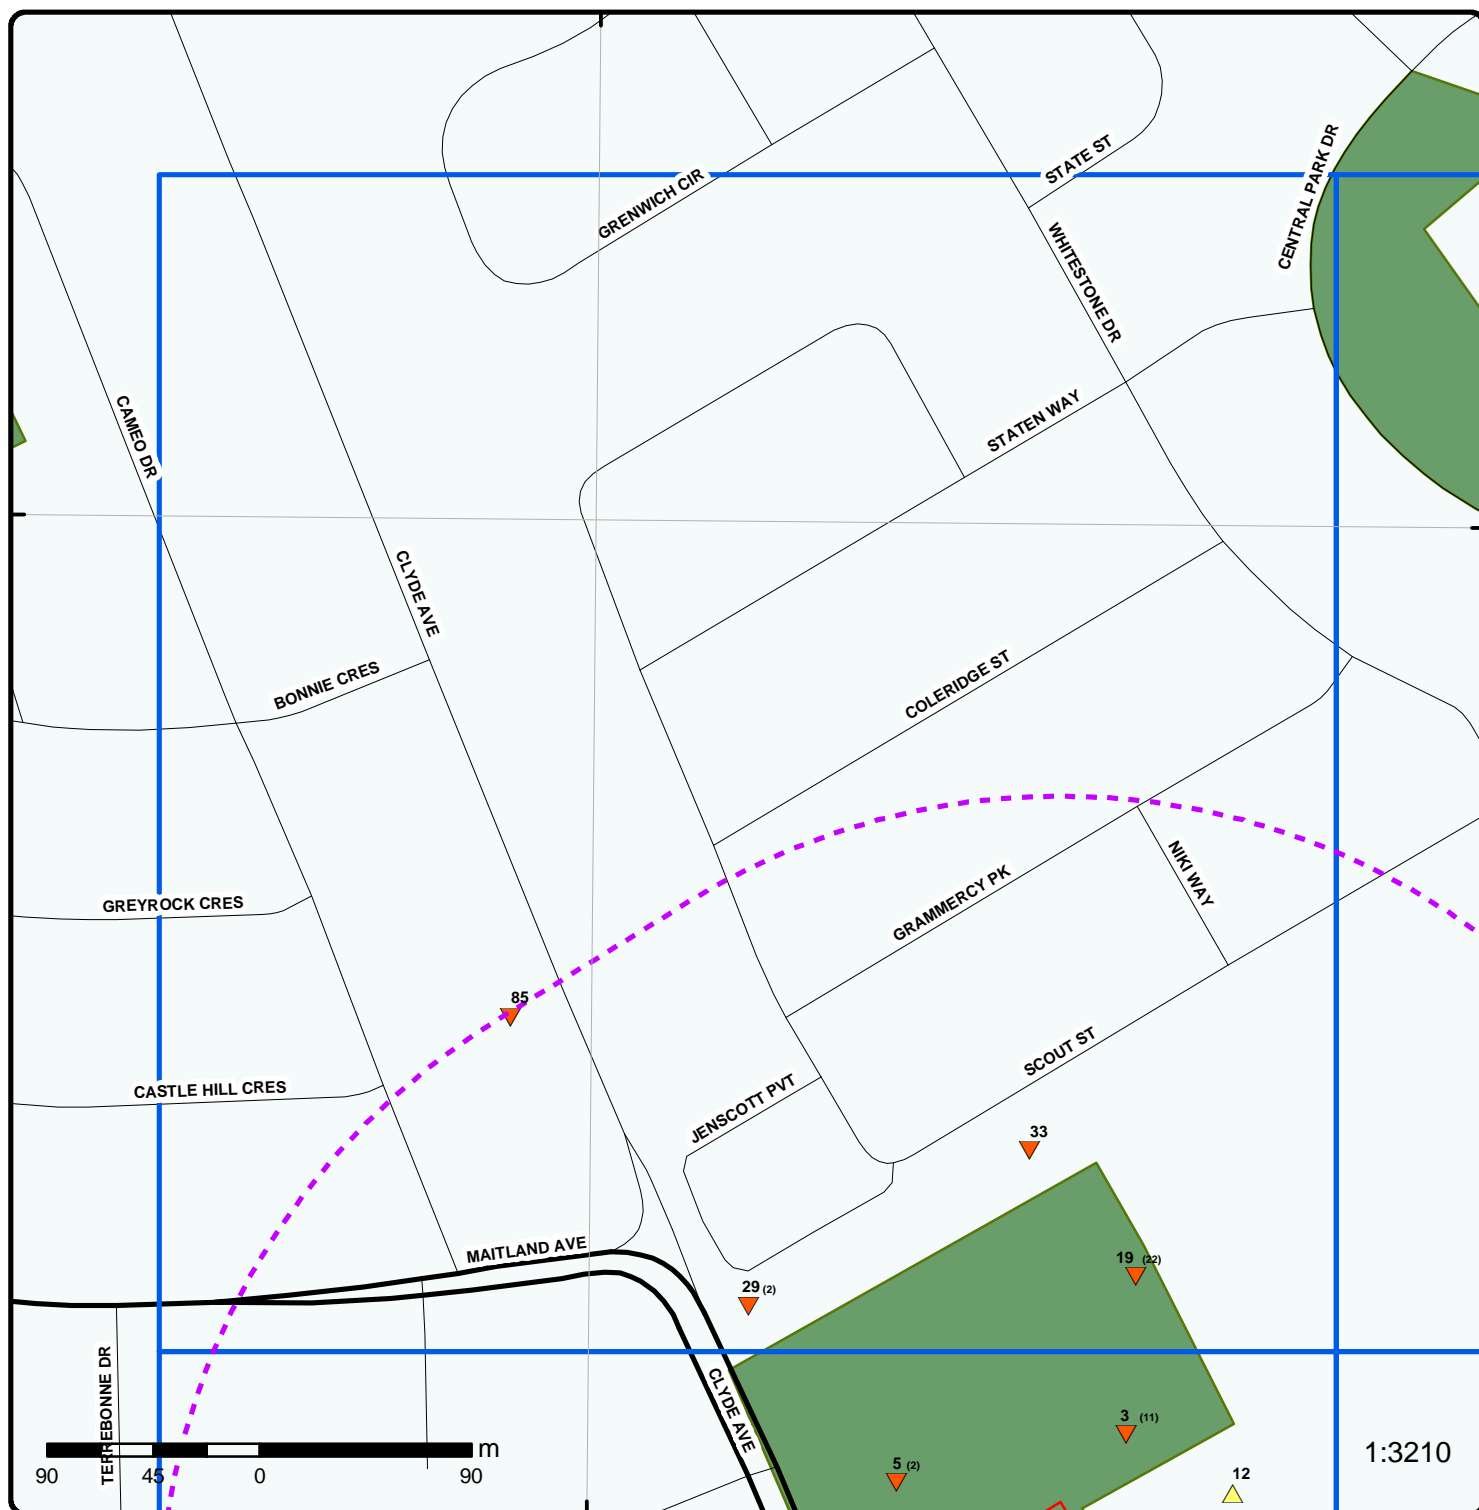 STATE ST
CENTRAL PARK DR
GRENWICH CIR
WHITESTONE DR
CAMEO DR
STATEN WAY
CLYDE AVE
BONNIE CRES
COLERIDGE ST
NIKI WAY
GREYROCK CRES
GRAMMERCY PK
85
SCOUT ST
CASTLE HILL CRES
JENSCOTT PVT
33
MAITLAND AVE
19 (22)
29 (2)
TERREBONNE DR
CLYDE AVE
3 (11)
m
1:3210
5 (2)
12
90 45 0 90